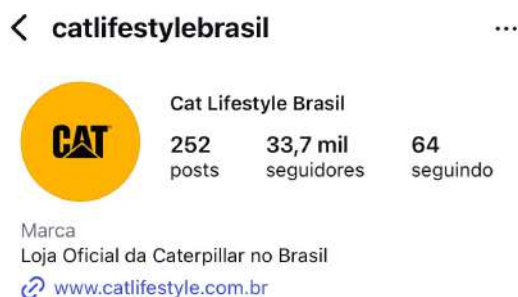 catlifestylebrasil
CAT
Cat Lifestyle Brasil
252 33,7 mil 64
posts seguidores seguindo
Marca
Loja Oficial da Caterpillar no Brasil
www.catlifestyle.com.br